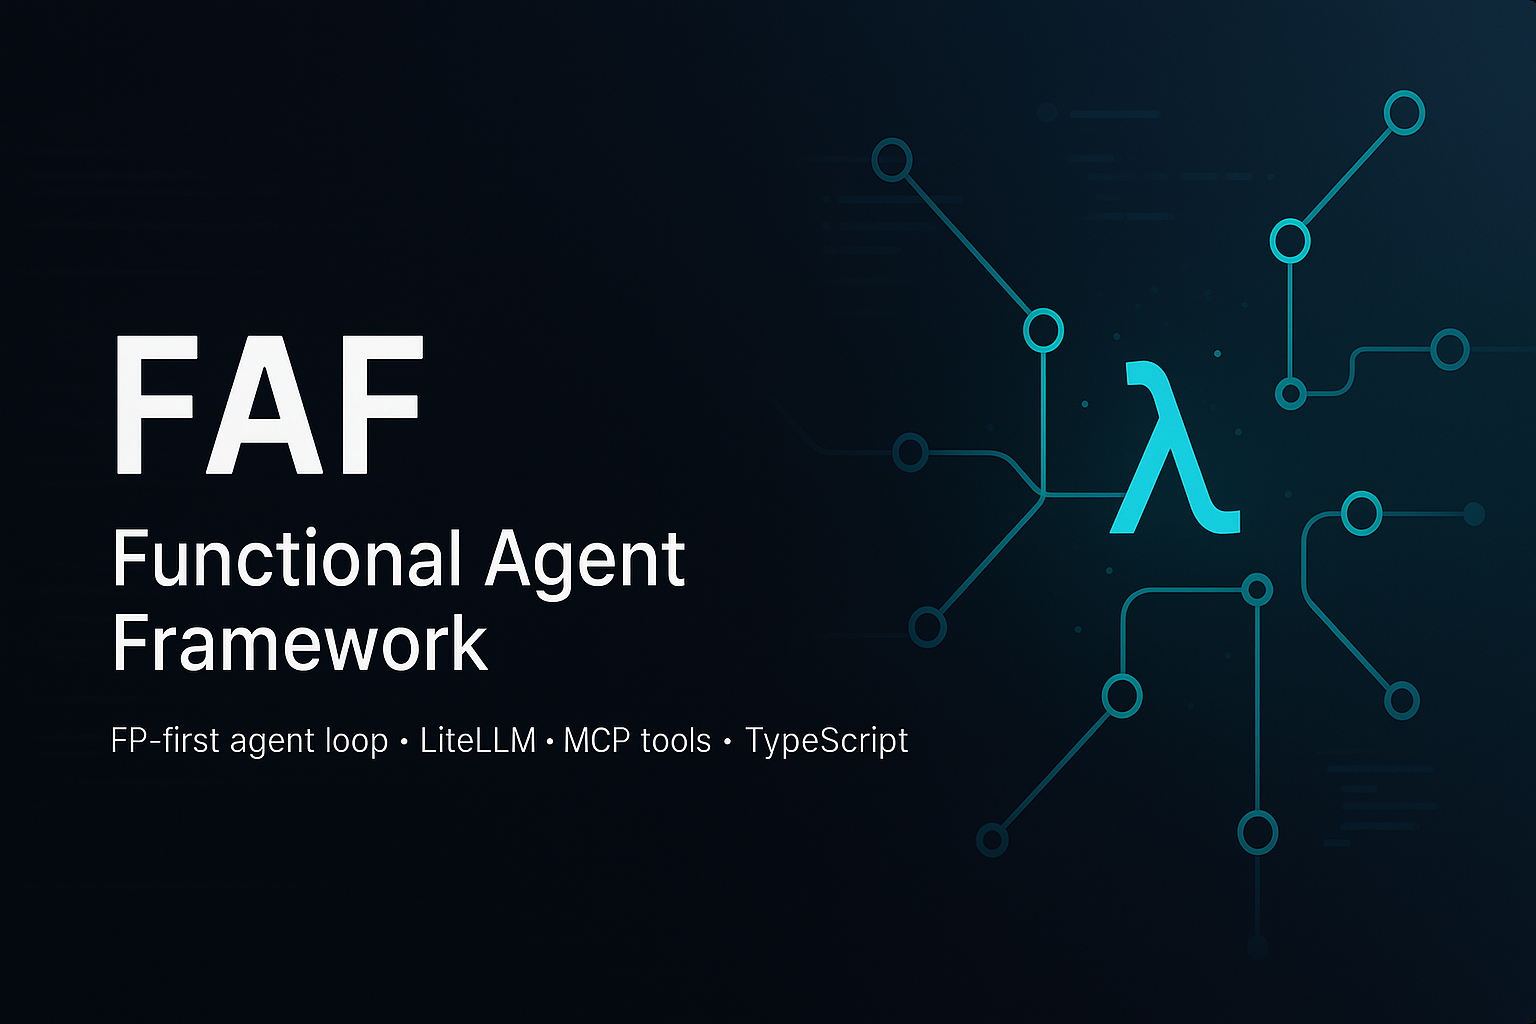 FAF
Functional Agent
Framework
FP-first agent loop • LiteLLM • MCP tools • TypeScript
λ